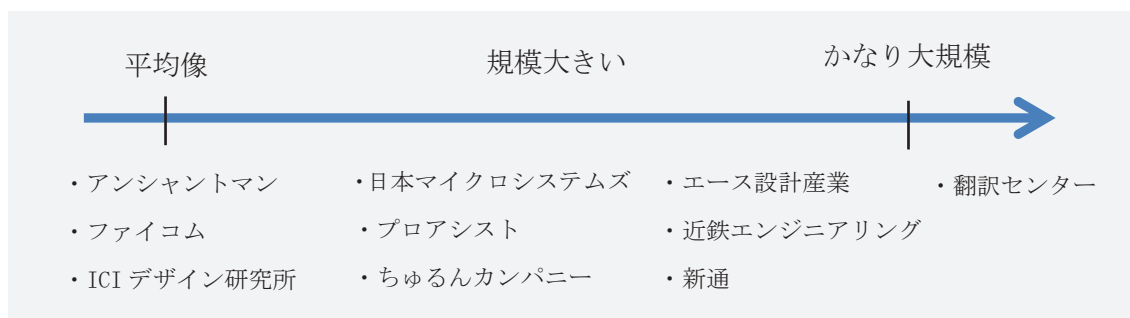 平均像
規模大きい
かなり大規模
・アンシャントマン
・ファイコム
・ICI デザイン研究所
・日本マイクロシステムズ
・プロアシスト
・ちゅるんカンパニー
・エース設計産業
・近鉄エンジニアリング
・新通
・翻訳センター